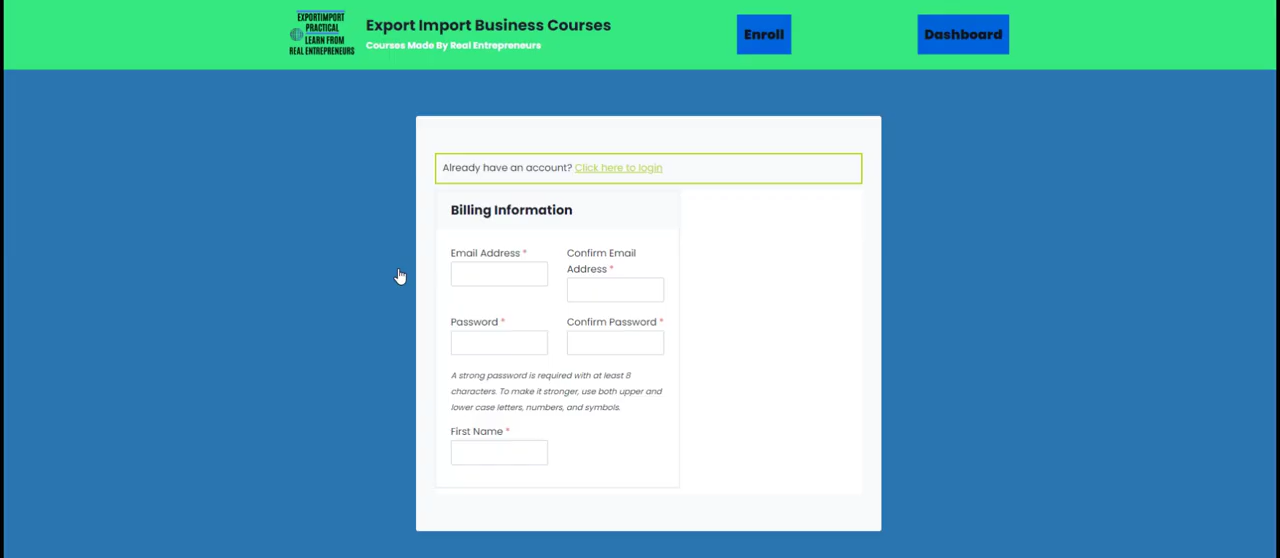 EXPORTIMPORT
PRACTICAL
LEARN FROM
REAL ENTREPRENEURS
Export Import Business Courses
Courses Made By Real Entrepreneurs
Enroll
Dashboard
Already have an account? Click here to login
Billing Information
Email Address *
Confirm Email
Address *
Password *
Confirm Password *
A strong password is required with at least 8
characters. To make it stronger, use both upper and
lower case letters, numbers, and symbols.
First Name *